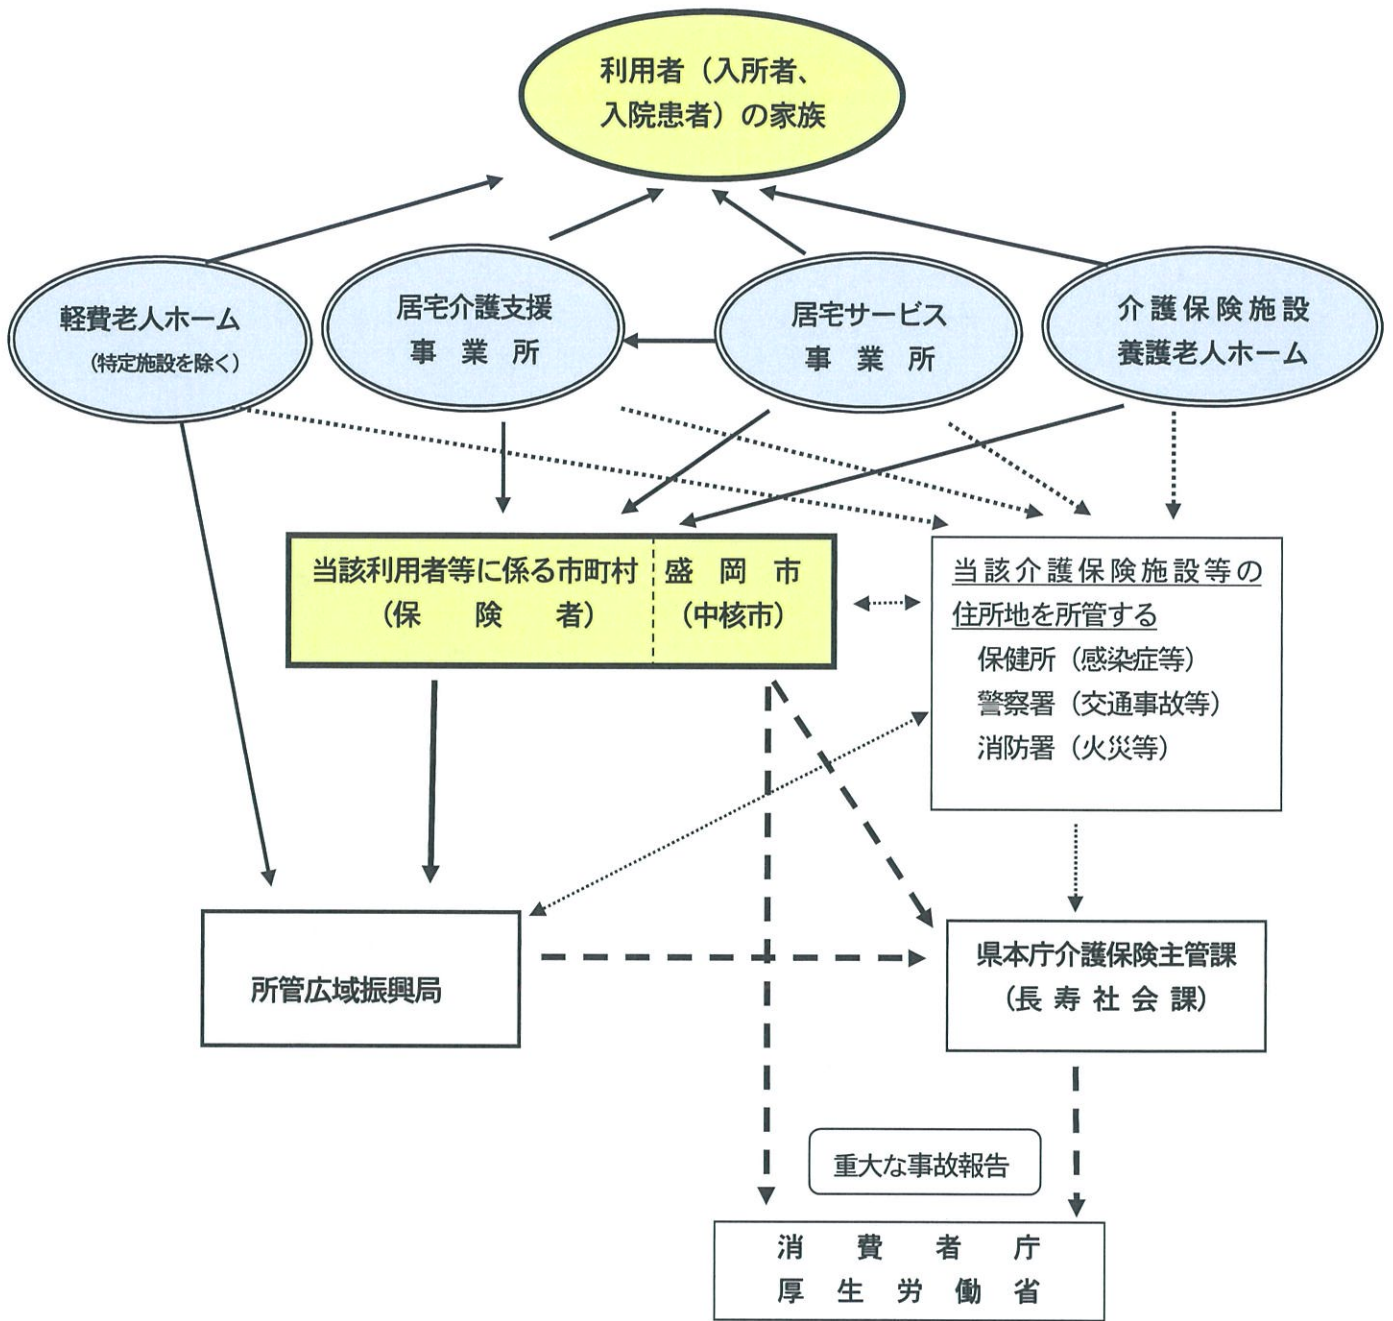 利用者（入所者、
入院患者）の家族
軽費老人ホーム
（特定施設を除く）
居宅介護支援
事業所
居宅サービス
事業所
介護保険施設
養護老人ホーム
当該利用者等に係る市町村
（保険者）
盛岡市
（中核市）
当該介護保険施設等の
住所地を所管する
保健所（感染症等）
警察署（交通事故等）
消防署（火災等）
所管広域振興局
県本庁介護保険主管課
（長寿社会課）
重大な事故報告
消費者庁
厚生労働省